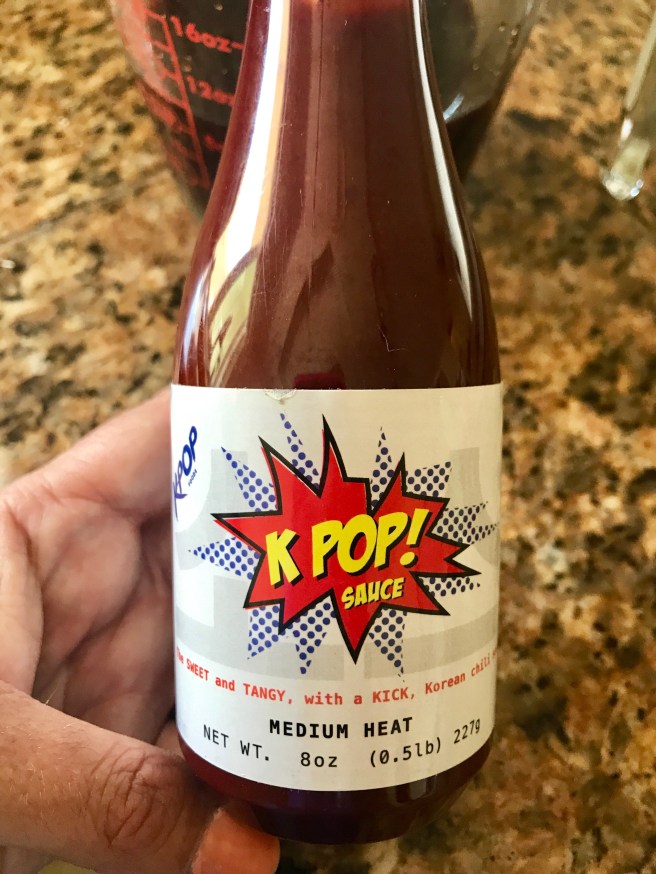 16oz
12oz
KPOP
K POP!
SAUCE
SWEET and TANGY, with a KICK, Korean chili
MEDIUM HEAT
NET WT. 8oz (0.5lb) 227g